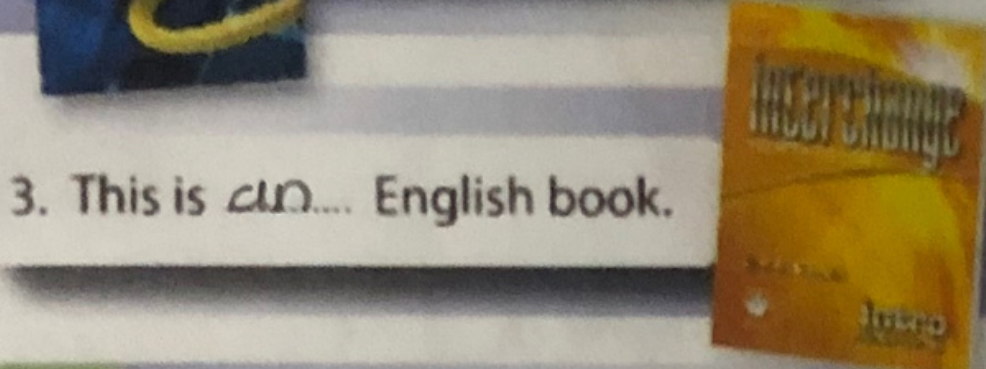 interchange
3. This is an.... English book.
Intro